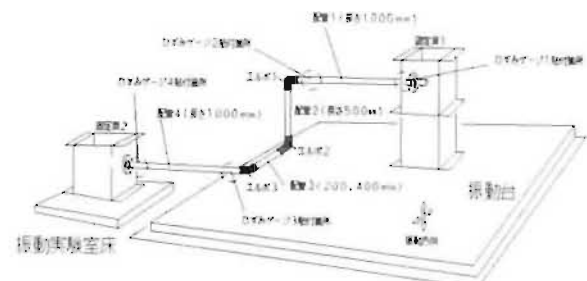 配管1(長さ1000mm)
ひずみゲージ2貼付箇所
固定架1
ひずみゲージ1貼付箇所
ひずみゲージ4貼付箇所
エルボ1
固定架2
配管4(長さ1000mm)
配管2(長さ500mm)
エルボ2
エルボ3
配管3(200,400mm)
振動台
ひずみゲージ3貼付箇所
振動方向
振動実験室床